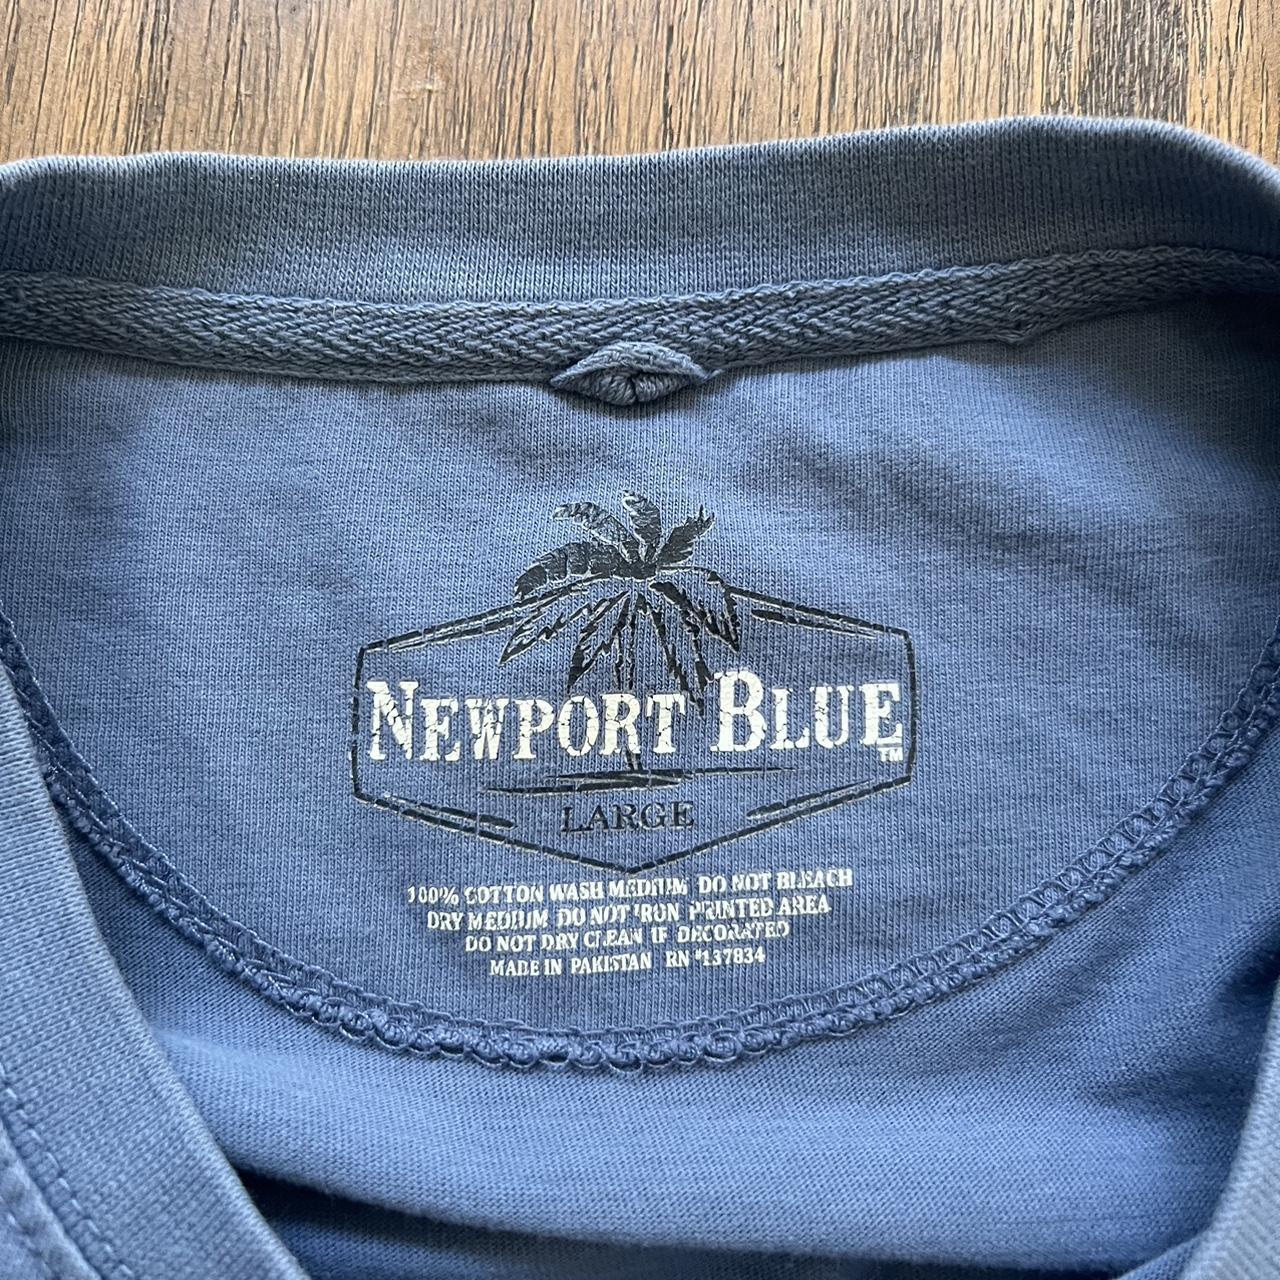 NEWPORT BLUE
TM
LARGE
100% COTTON WASH MEDIUM DO NOT BLEACH
DRY MEDIUM DO NOT IRON PRINTED AREA
DO NOT DRY CLEAN IF DECORATED
MADE IN PAKISTAN RN #137834